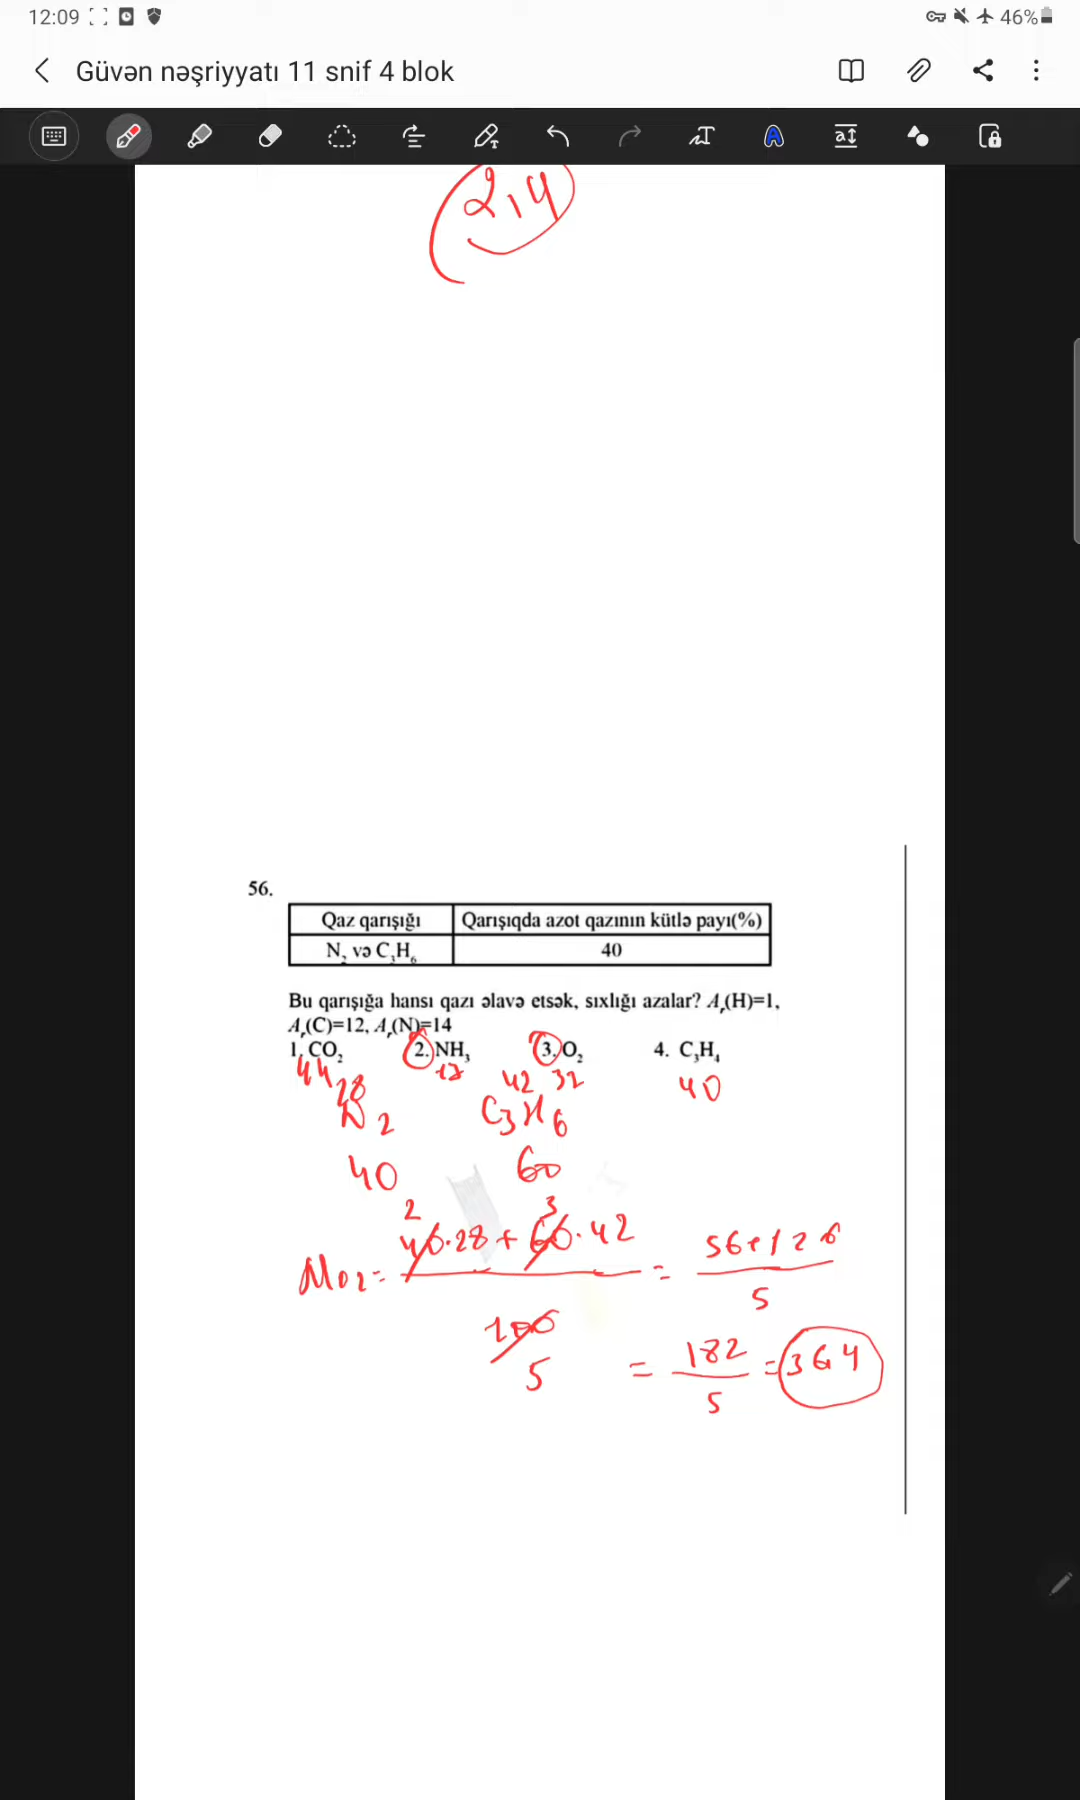 12:09
46%
Güvən nəşriyyatı 11 sinif 4 blok
2,4
56.
Qaz qarışığı Qarışıqda azot qazının kütlə payı(%)
N₂ və C₃H₆ 40
Bu qarışığa hansı qazı əlavə etsək, sıxlığı azalar? Aᵣ(H)=1,
Aᵣ(C)=12, Aᵣ(N)=14
1. CO₂ 2. NH₃ 3. O₂ 4. C₃H₄
44 28 17 42 32 40
N₂ C₃H₆
40 60
2 3
Mor= 40·28+60·42 / 100 5 = 56+126 / 5
= 182 / 5 = 364